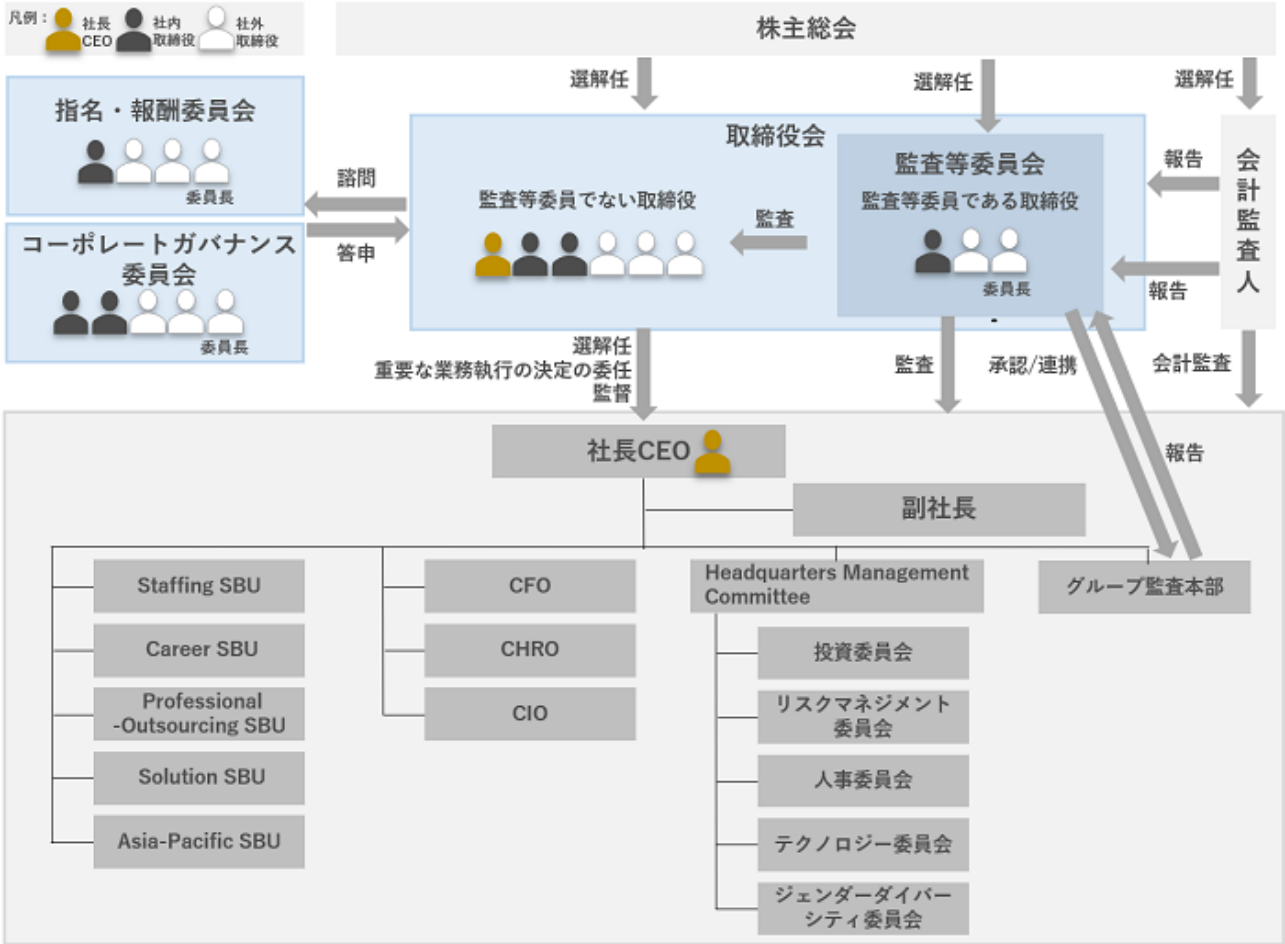 凡例：
社長
CEO
社内
取締役
社外
取締役
株主総会
選解任
選解任
選解任
指名・報酬委員会
委員長
コーポレートガバナンス
委員会
委員長
諮問
答申
取締役会
監査等委員でない取締役
監査
監査等委員会
監査等委員である取締役
委員長
-
報告
報告
会計監査人
選解任
重要な業務執行の決定の委任
監督
監査
承認/連携
会計監査
報告
社長CEO
副社長
Staffing SBU
Career SBU
Professional
-Outsourcing SBU
Solution SBU
Asia-Pacific SBU
CFO
CHRO
CIO
Headquarters Management
Committee
投資委員会
リスクマネジメント
委員会
人事委員会
テクノロジー委員会
ジェンダーダイバー
シティ委員会
グループ監査本部